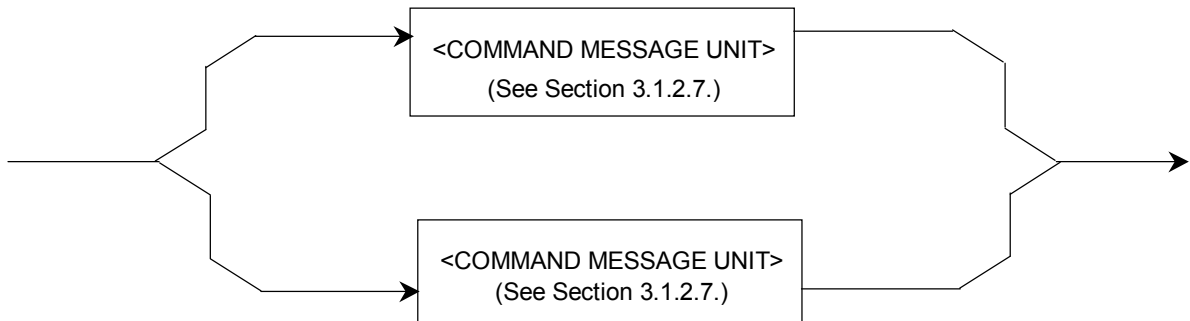 <COMMAND MESSAGE UNIT>
(See Section 3.1.2.7.)
<COMMAND MESSAGE UNIT>
(See Section 3.1.2.7.)